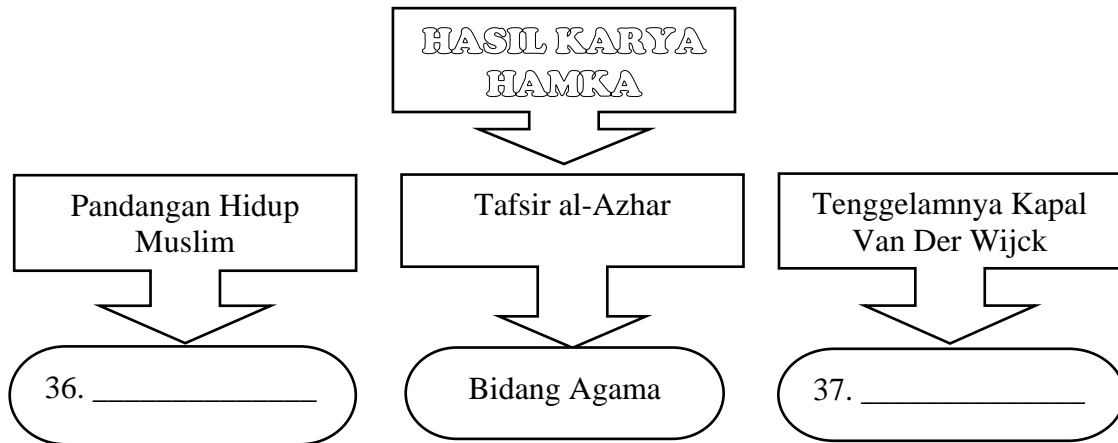 HASIL KARYA
HAMKA
Pandangan Hidup
Muslim
Tafsir al-Azhar
Tenggelamnya Kapal
Van Der Wijck
36. ______________
Bidang Agama
37. ______________